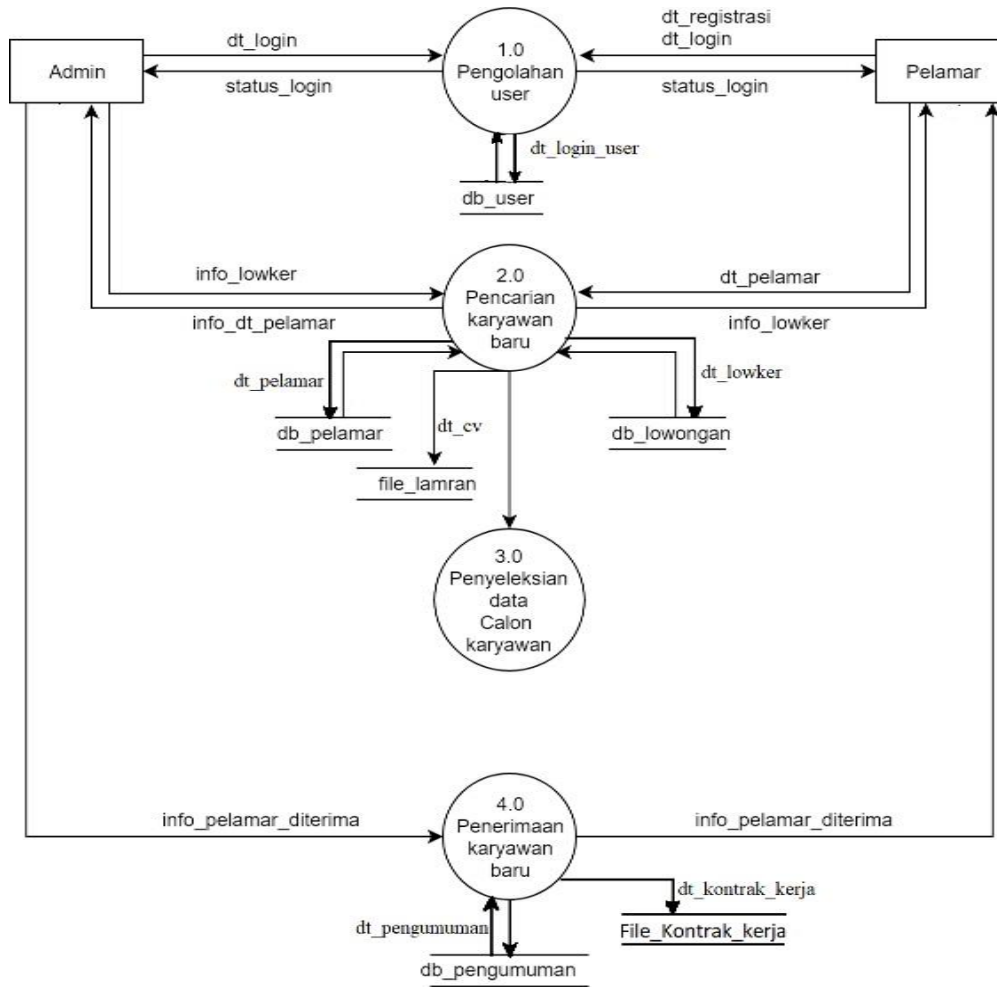 dt_login
dt_registrasi
dt_login
Admin
1.0
Pengolahan
user
Pelamar
status_login
status_login
dt_login_user
db_user
info_lowker
2.0
Pencarian
karyawan
baru
dt_pelamar
info_dt_pelamar
info_lowker
dt_pelamar
dt_lowker
dt_cv
db_pelamar
db_lowongan
file_lamran
3.0
Penyeleksian
data
Calon
karyawan
info_pelamar_diterima
4.0
Penerimaan
karyawan
baru
info_pelamar_diterima
dt_kontrak_kerja
dt_pengumuman
File_Kontrak_kerja
db_pengumuman